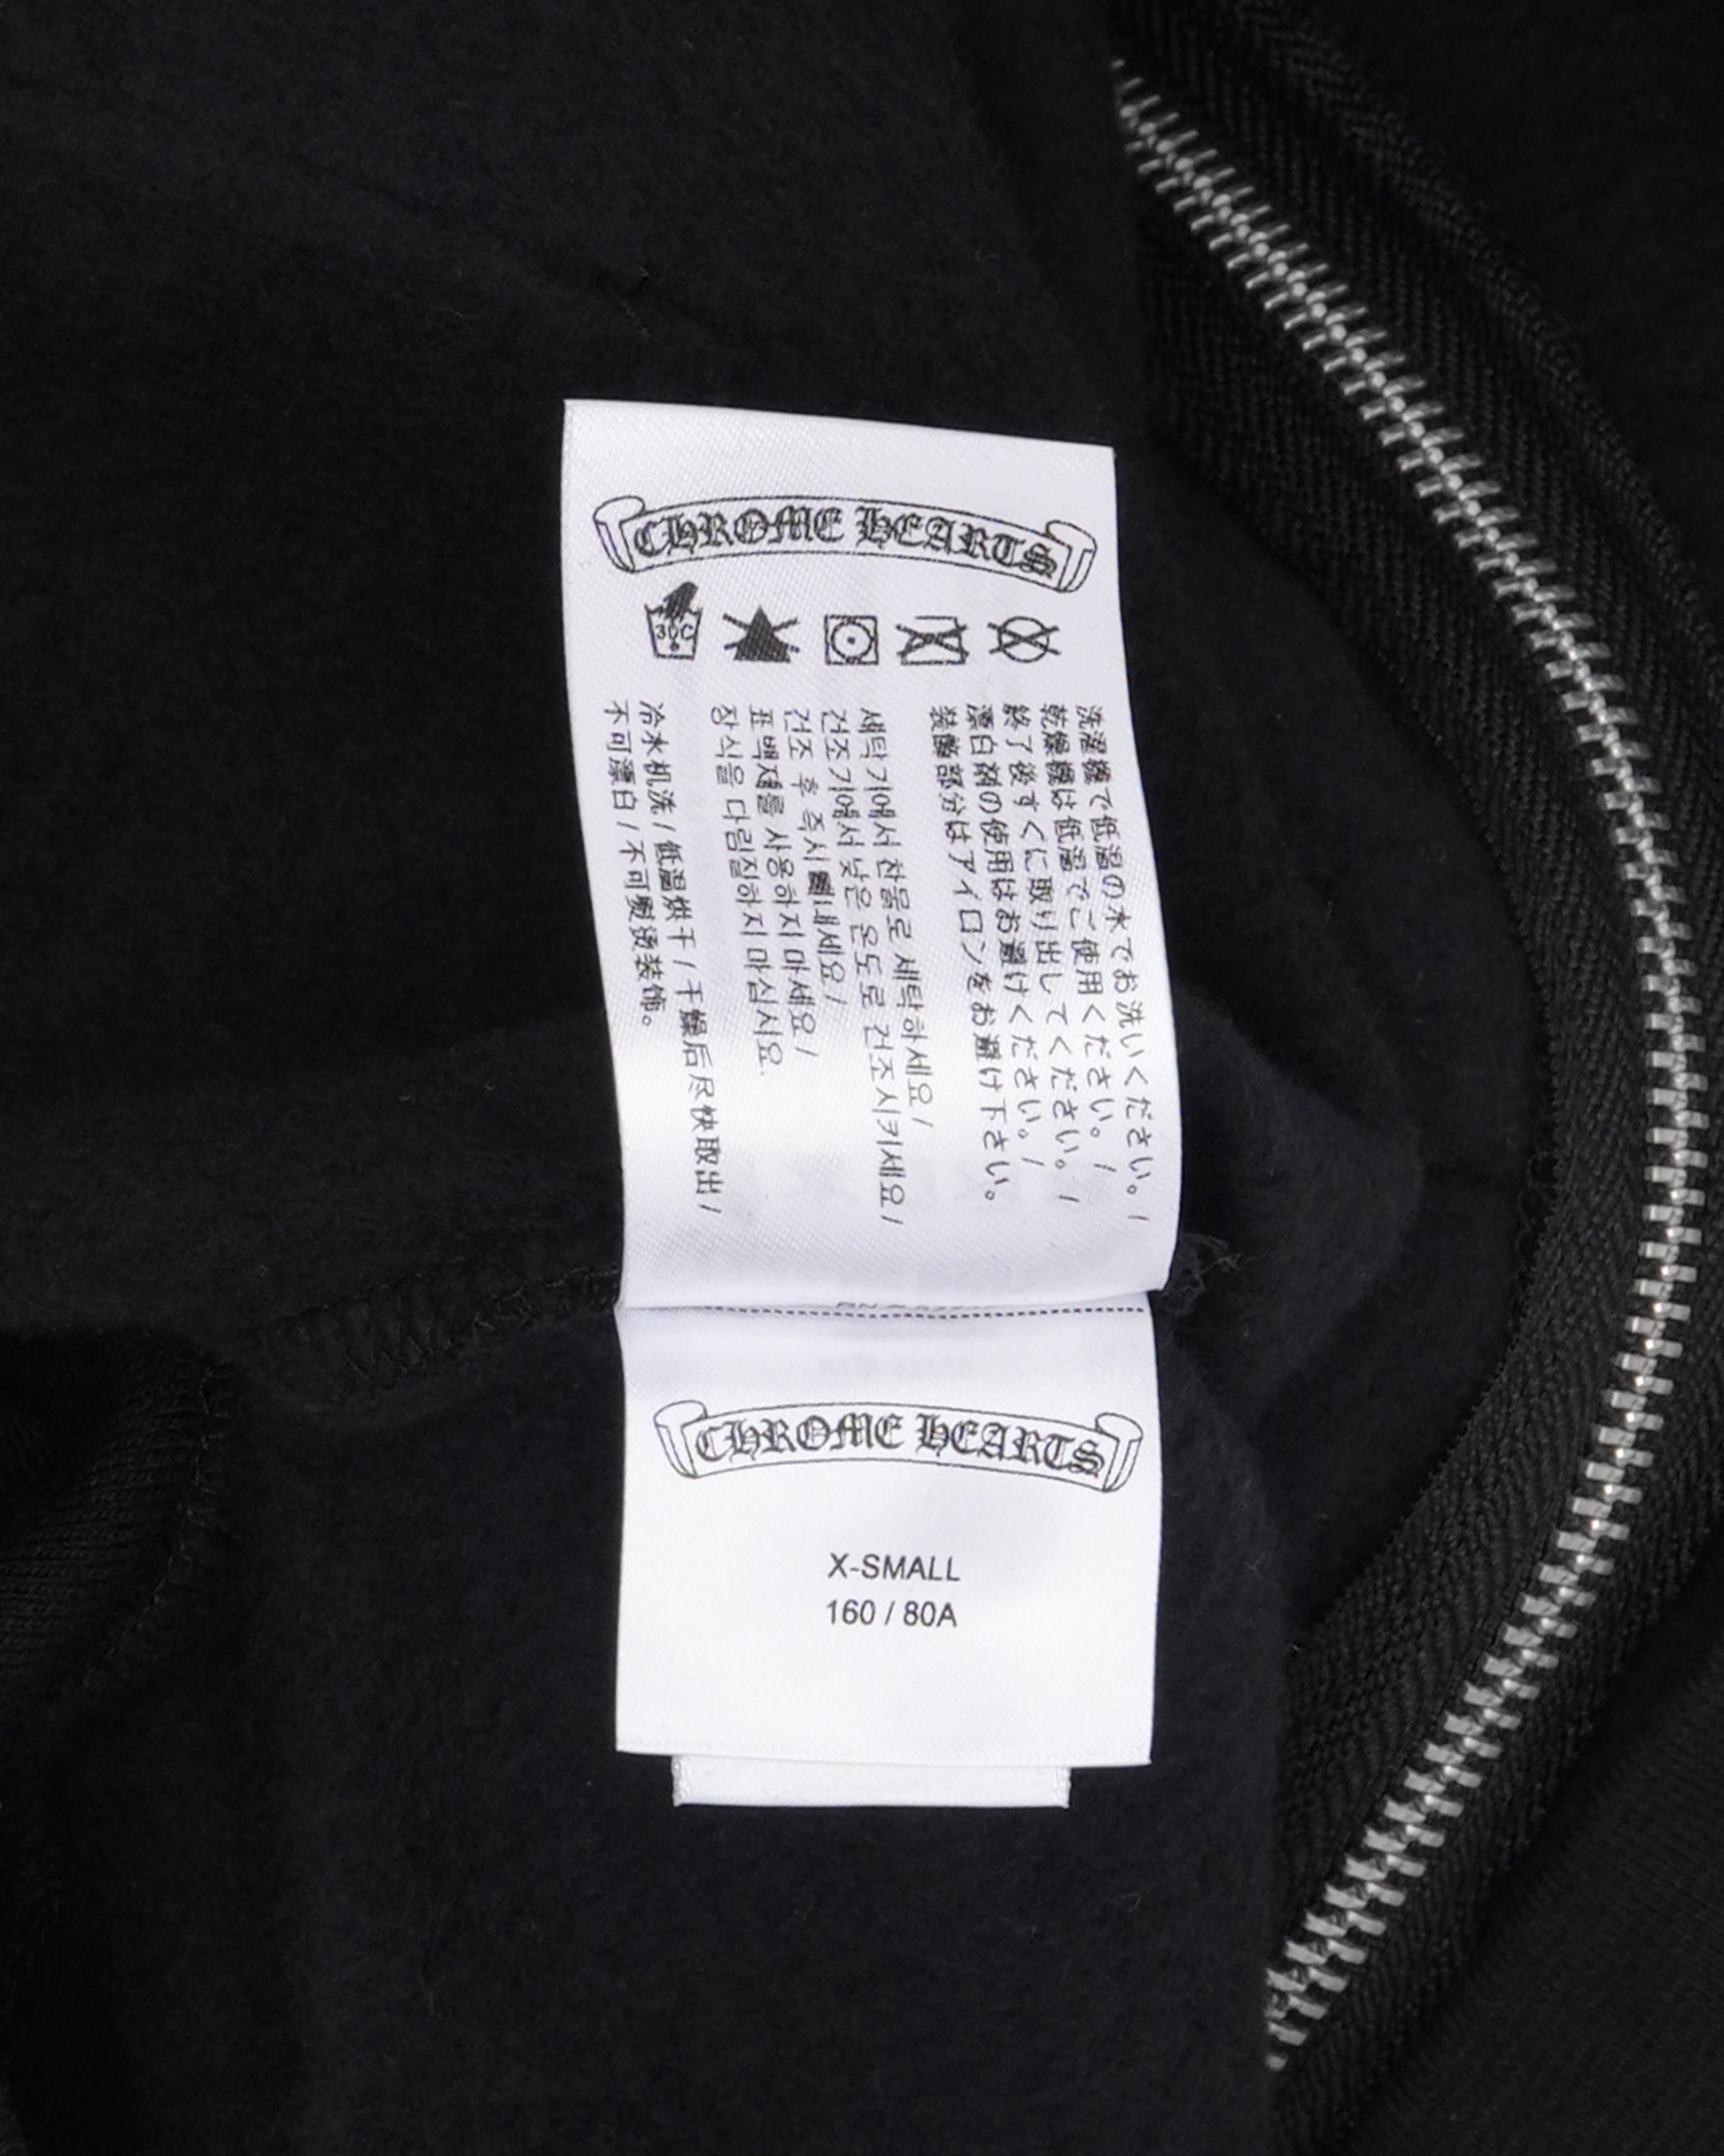 CHROME HEARTS
30C
洗濯機で低温の水でお洗いください。/
乾燥機は低温でご使用ください。/
終了後すぐに取り出してください。/
漂白剤の使用はお避けください。/
装飾部分はアイロンをお避け下さい。
세탁기에서 찬물로 세탁하세요/
건조기에서 낮은 온도로 건조시키세요/
건조 후 즉시 꺼내세요/
표백제를 사용하지 마세요/
장식을 다림질하지 마십시요.
冷水机洗/低温烘干/干燥后尽快取出/
不可漂白/不可熨烫装饰。
CHROME HEARTS
X-SMALL
160 / 80A